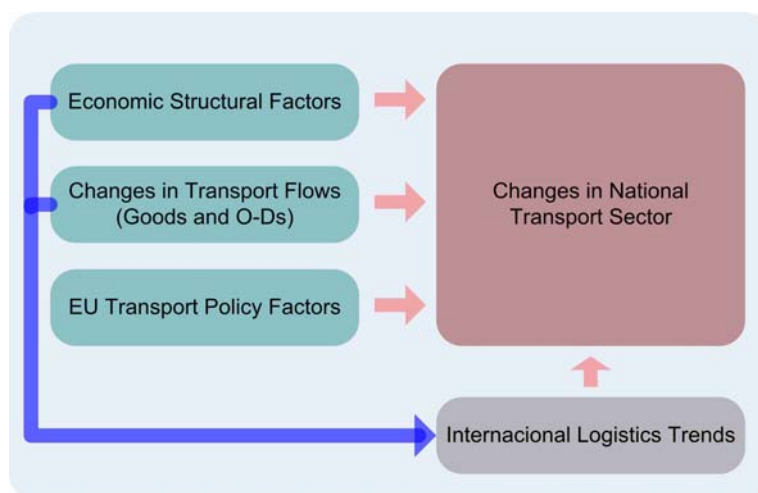 Economic Structural Factors
Changes in Transport Flows
(Goods and O-Ds)
EU Transport Policy Factors
Changes in National
Transport Sector
Internacional Logistics Trends